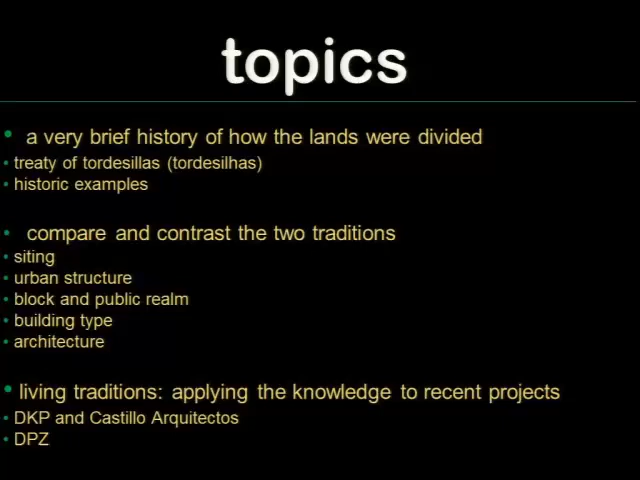 topics
• a very brief history of how the lands were divided
• treaty of tordesillas (tordesilhas)
• historic examples
• compare and contrast the two traditions
• siting
• urban structure
• block and public realm
• building type
• architecture
• living traditions: applying the knowledge to recent projects
• DKP and Castillo Arquitectos
• DPZ